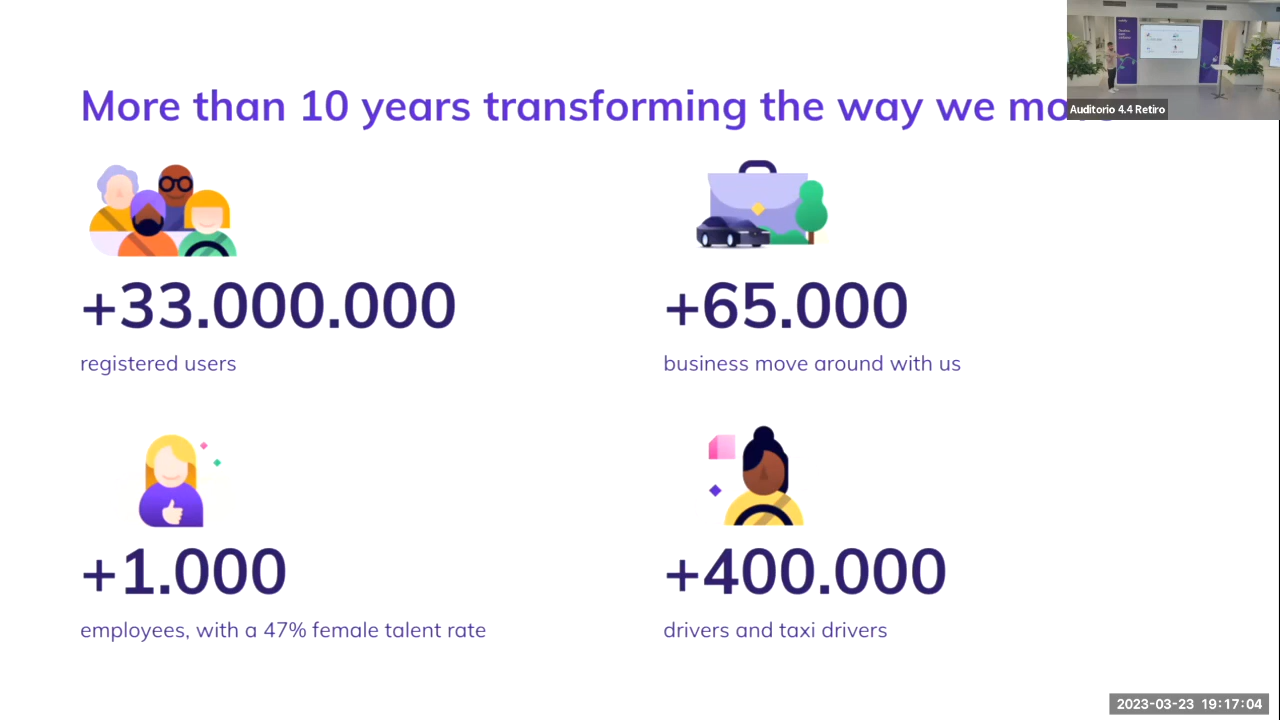 More than 10 years transforming the way we mo
Auditorio 4.4 Retiro
+33.000.000
registered users
+65.000
business move around with us
+1.000
employees, with a 47% female talent rate
+400.000
drivers and taxi drivers
2023-03-23 19:17:04